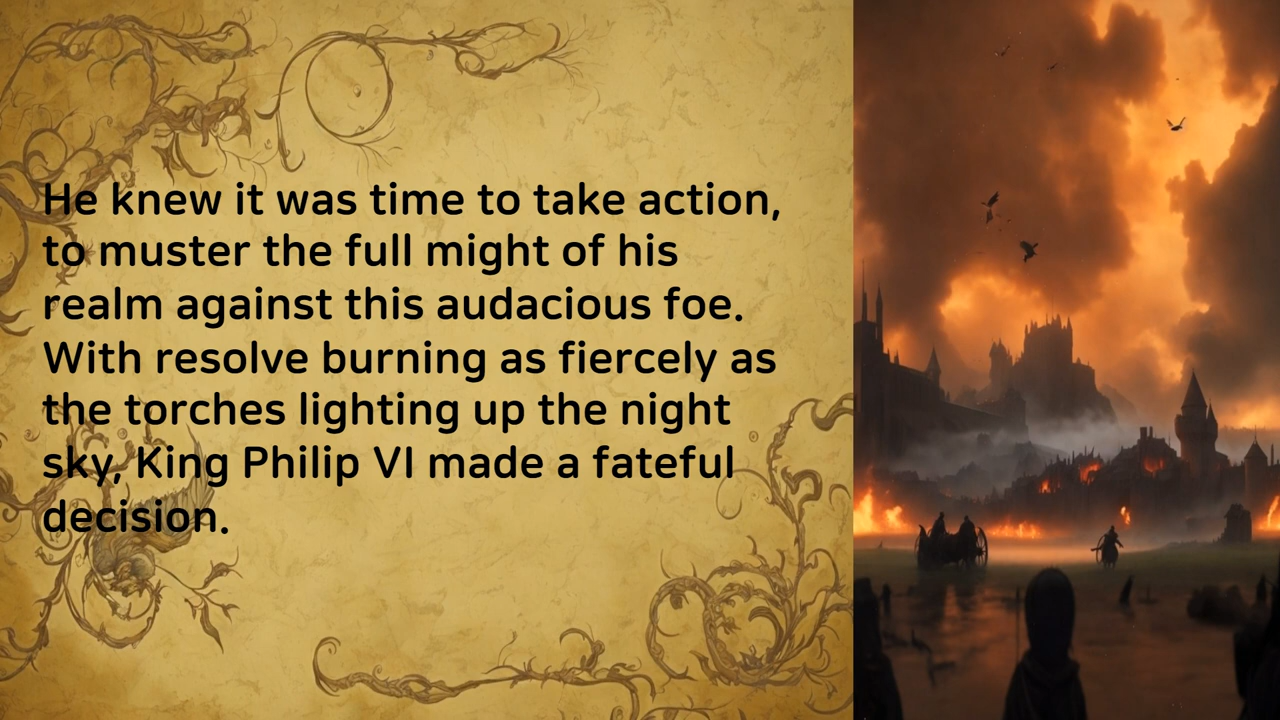 He knew it was time to take action,
to muster the full might of his
realm against this audacious foe.
With resolve burning as fiercely as
the torches lighting up the night
sky, King Philip VI made a fateful
decision.